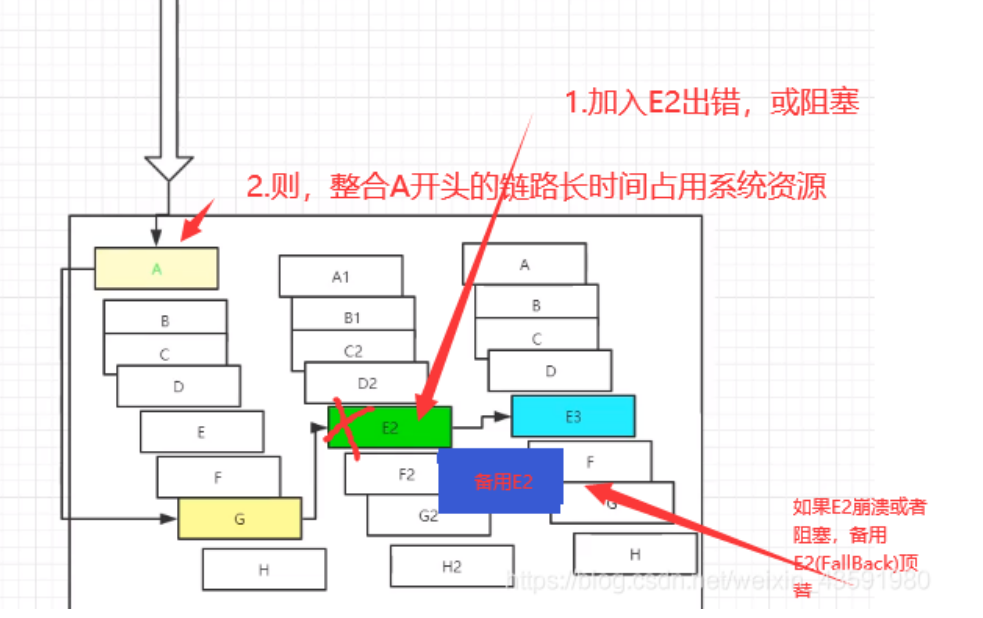 1.加入E2出错，或阻塞
2.则，整合A开头的链路长时间占用系统资源
A
B
C
D
E
F
G
H
A1
B1
C2
D2
E2
F2
G2
H2
A
B
C
D
E3
F
G
H
备用E2
如果E2崩溃或者
阻塞，备用
E2(FallBack)顶
替
https://blog.csdn.net/weixin_43591980